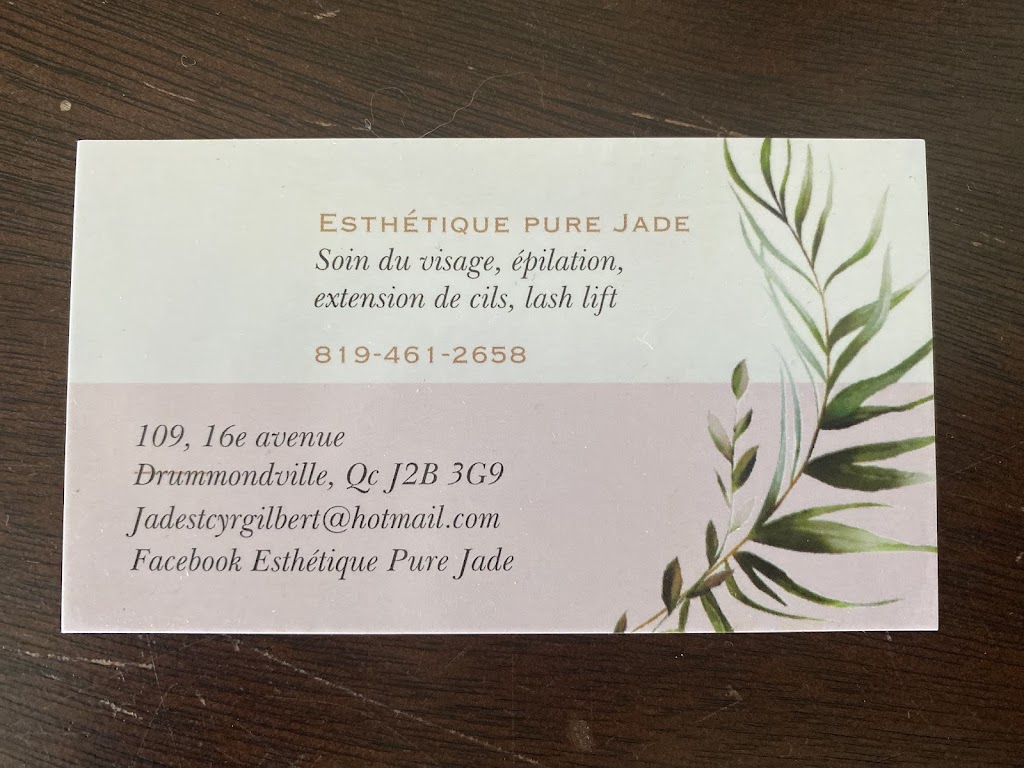 Esthétique pure Jade
Soin du visage, épilation,
extension de cils, lash lift
819-461-2658
109, 16e avenue
Drummondville, Qc J2B 3G9
Jadestcyrgilbert@hotmail.com
Facebook Esthétique Pure Jade